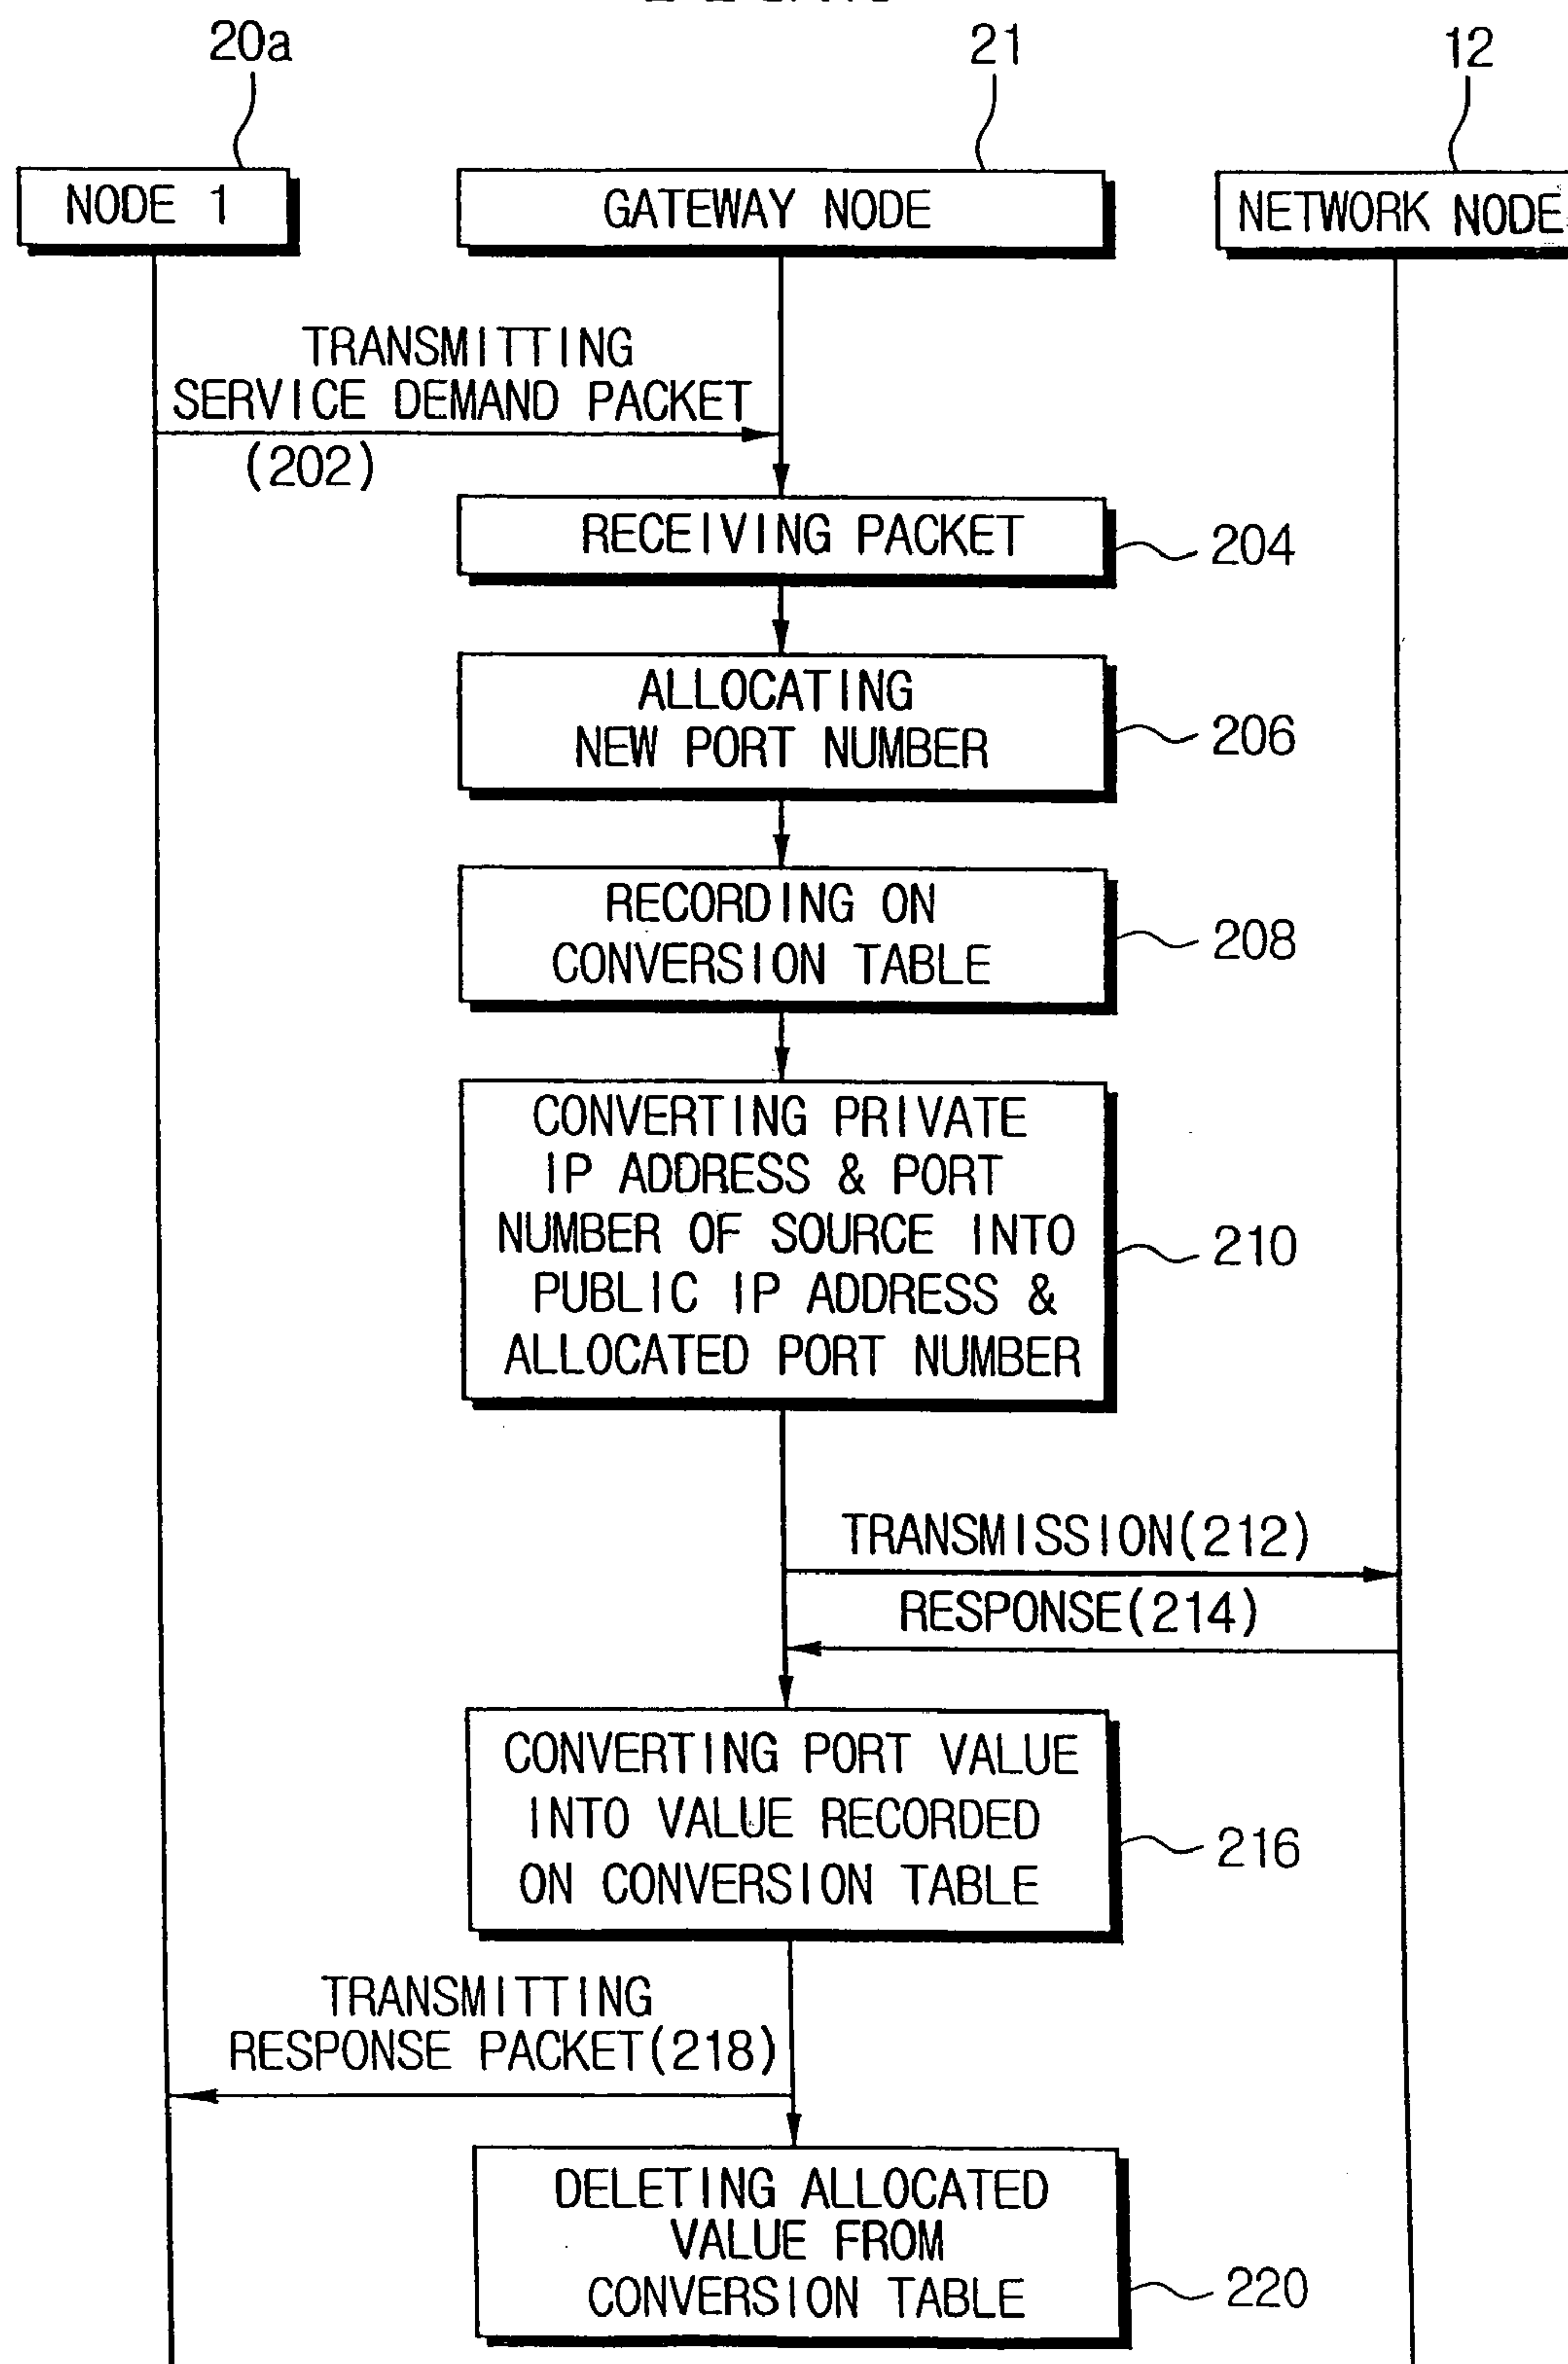 20a
21
12
NODE 1
GATEWAY NODE
NETWORK NODE
TRANSMITTING
SERVICE DEMAND PACKET
(202)
RECEIVING PACKET
204
ALLOCATING
NEW PORT NUMBER
206
RECORDING ON
CONVERSION TABLE
208
CONVERTING PRIVATE
IP ADDRESS & PORT
NUMBER OF SOURCE INTO
PUBLIC IP ADDRESS &
ALLOCATED PORT NUMBER
210
TRANSMISSION(212)
RESPONSE(214)
CONVERTING PORT VALUE
INTO VALUE RECORDED
ON CONVERSION TABLE
216
TRANSMITTING
RESPONSE PACKET(218)
DELETING ALLOCATED
VALUE FROM
CONVERSION TABLE
220